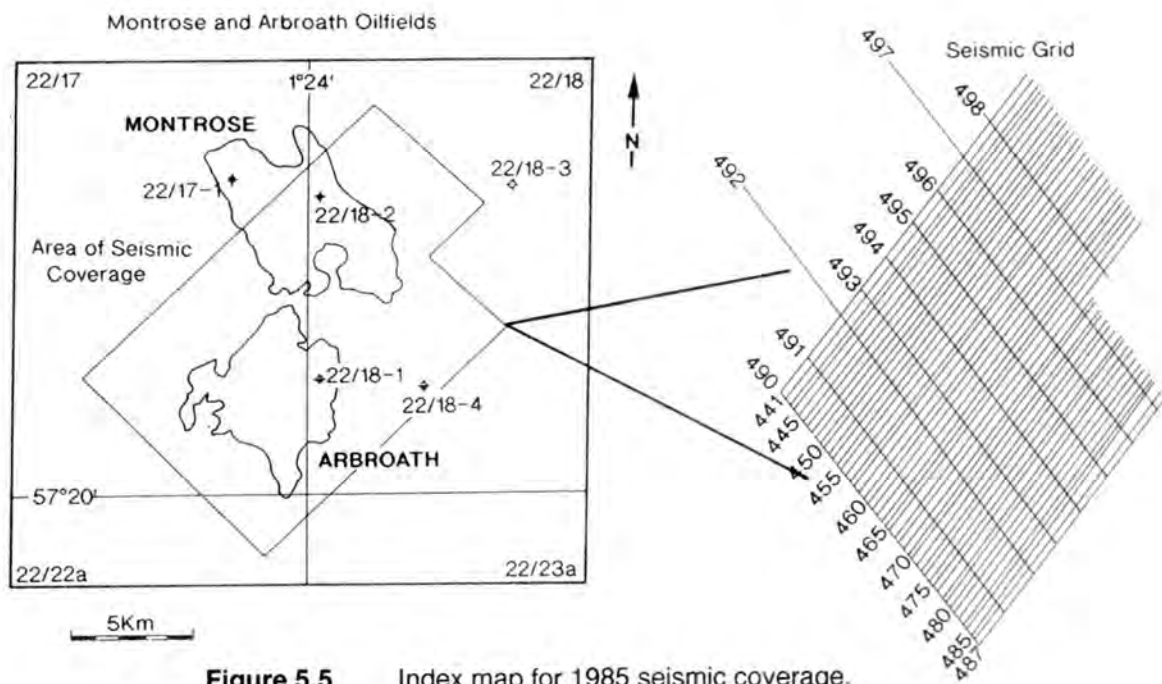 Montrose and Arbroath Oilfields
22/17
1°24'
22/18
MONTROSE
N
22/17-1
22/18-2
22/18-3
Area of Seismic
Coverage
22/18-1
22/18-4
ARBROATH
57°20'
22/22a
22/23a
5Km
Seismic Grid
497
498
492
496
495
494
493
491
490
441
445
450
455
460
465
470
475
480
485
487
Figure 5.5 Index map for 1985 seismic coverage.